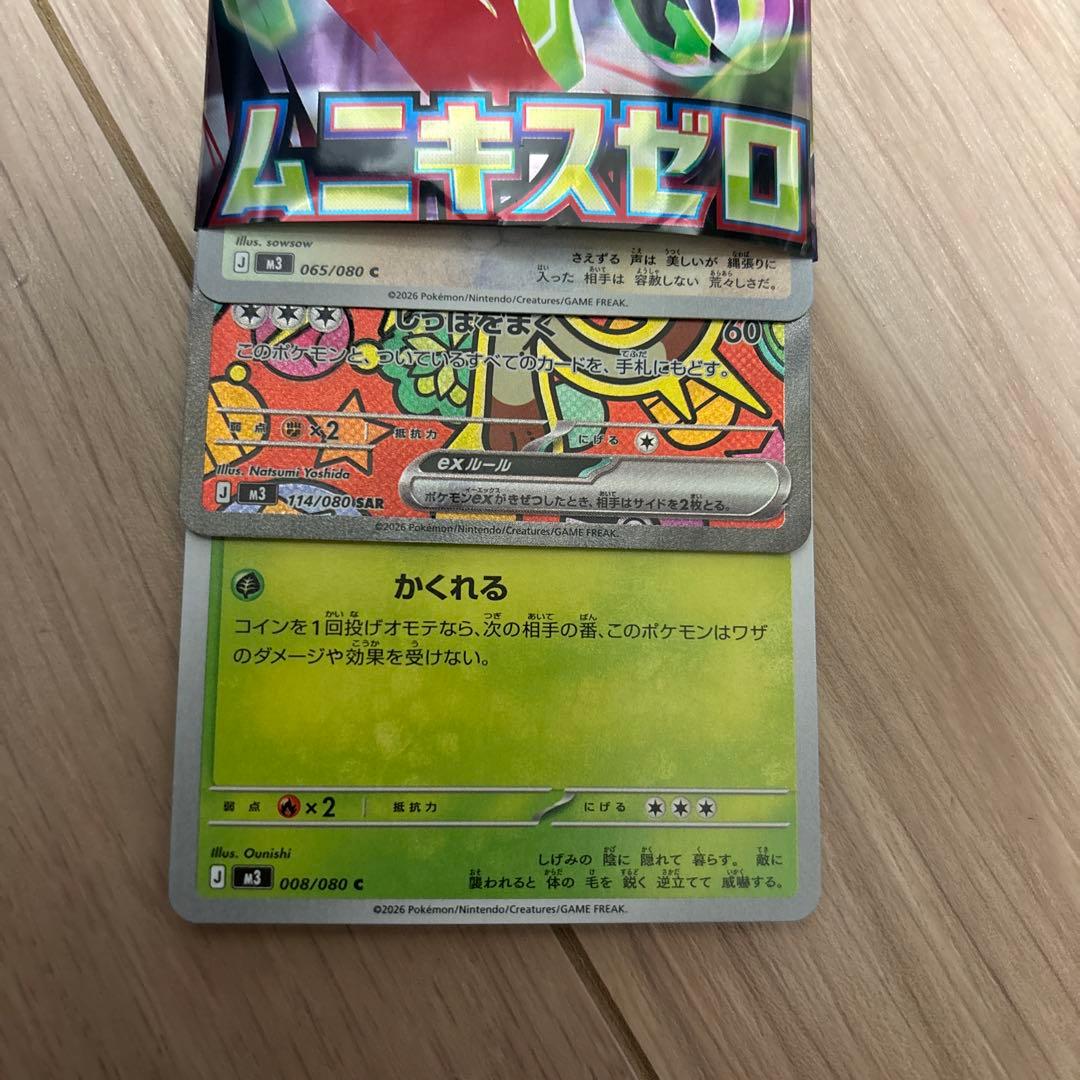 ムニキスゼロ
Illus. sowsow
J M3 065/080 C
さえずる 声は 美しいが 縄張りに
入った 相手は 容赦しない 荒々しさだ。
©2026 Pokémon/Nintendo/Creatures/GAME FREAK.
しっぽをまく 60
このポケモンと、ついているすべてのカードを、手札にもどす。
弱点 ×2 抵抗力 にげる
Illus. Natsumi Yoshida
exルール
J M3 114/080 SAR
ポケモンexがきぜつしたとき、相手はサイドを2枚とる。
©2026 Pokémon/Nintendo/Creatures/GAME FREAK.
かくれる
コインを1回投げオモテなら、次の相手の番、このポケモンはワザ
のダメージや効果を受けない。
弱点 ×2 抵抗力 にげる
Illus. Ounishi
しげみの 陰に 隠れて 暮らす。 敵に
J M3 008/080 C
襲われると 体の 毛を 鋭く 逆立てて 威嚇する。
©2026 Pokémon/Nintendo/Creatures/GAME FREAK.